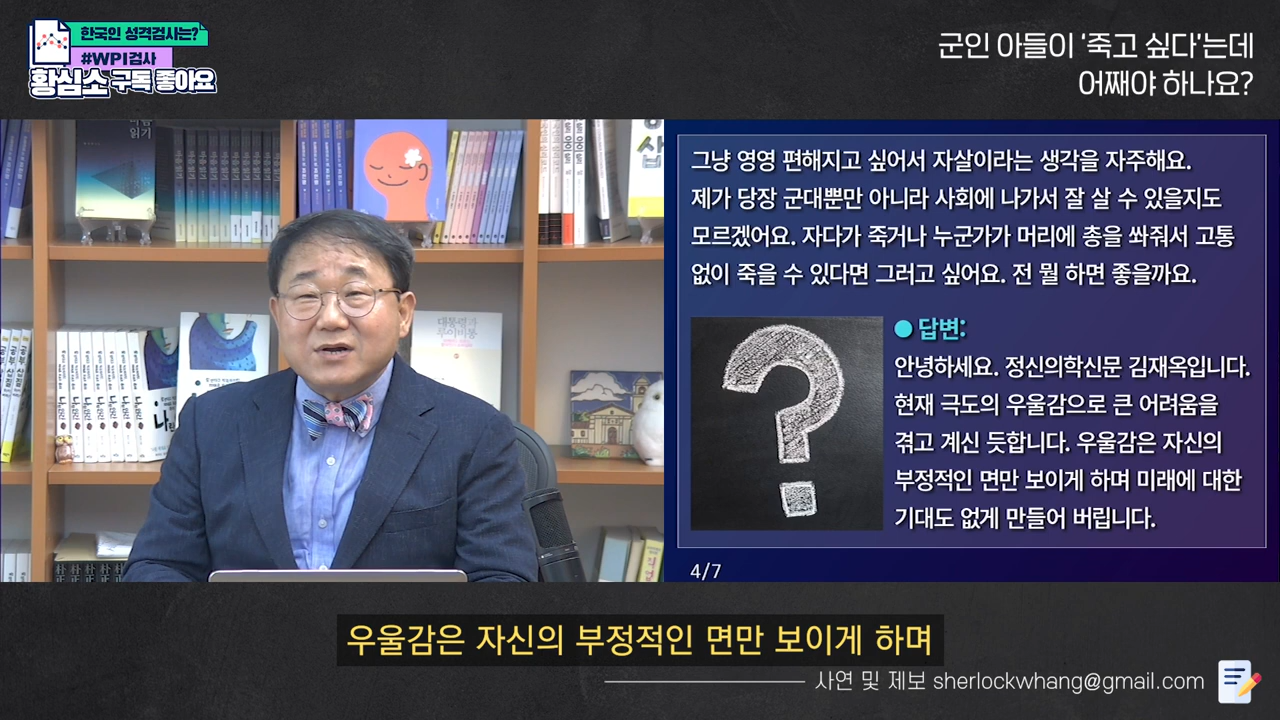 한국인 성격검사는?
#WPI검사
황심소 구독 좋아요
군인 아들이 ‘죽고 싶다’는데
어째야 하나요?
그냥 영영 편해지고 싶어서 자살이라는 생각을 자주해요.
제가 당장 군대뿐만 아니라 사회에 나가서 잘 살 수 있을지도
모르겠어요. 자다가 죽거나 누군가가 머리에 총을 쏴줘서 고통
없이 죽을 수 있다면 그러고 싶어요. 전 뭘 하면 좋을까요.
답변:
안녕하세요. 정신의학신문 김재옥입니다.
현재 극도의 우울감으로 큰 어려움을
겪고 계신 듯합니다. 우울감은 자신의
부정적인 면만 보이게 하며 미래에 대한
기대도 없게 만들어 버립니다.
4/7
우울감은 자신의 부정적인 면만 보이게 하며
사연 및 제보 sherlockwhang@gmail.com